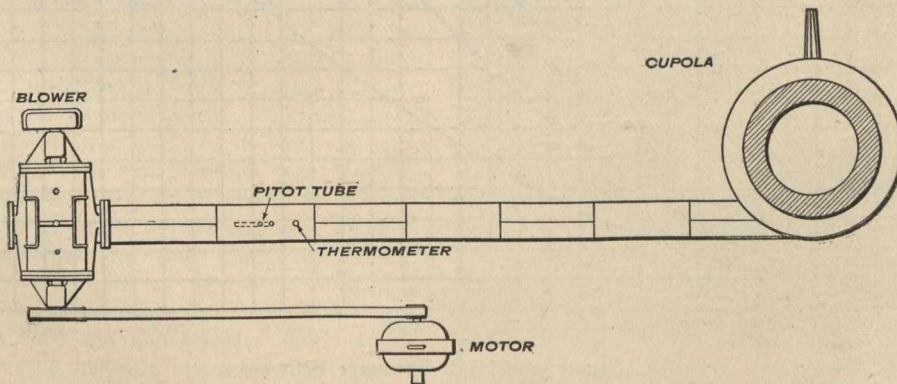 CUPOLA
BLOWER
PITOT TUBE
THERMOMETER
MOTOR